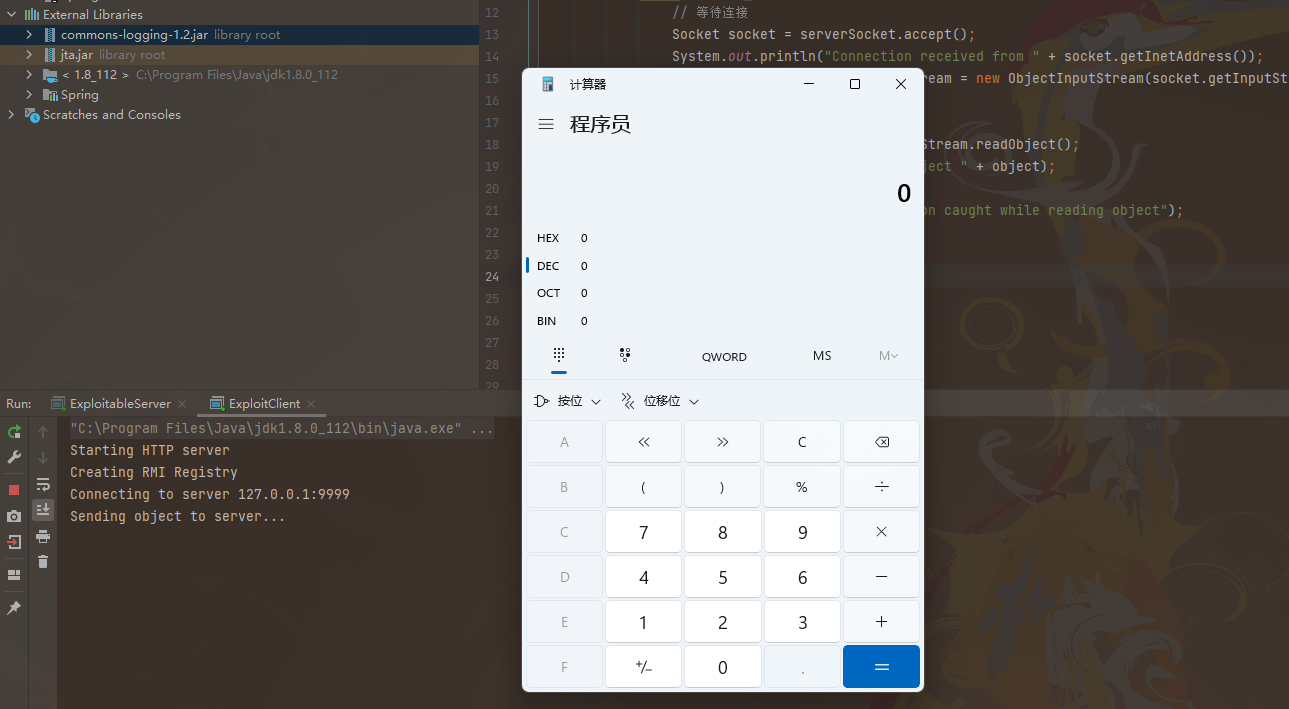 External Libraries
commons-logging-1.2.jar library root
jta.jar library root
< 1.8_112 > C:\Program Files\Java\jdk1.8.0_112
Spring
Scratches and Consoles
12 // 等待连接
13 Socket socket = serverSocket.accept();
14 System.out.println("Connection received from " + socket.getInetAddress());
15 ream = new ObjectInputStream(socket.getInputSt
16
17
18 Stream.readObject();
19 ject " + object);
20
21 on caught while reading object");
22
23
24
25
26
27
28
29
计算器
程序员
0
HEX 0
DEC 0
OCT 0
BIN 0
QWORD MS M
按位 位移位
A << >> C
B ( ) % ÷
C 7 8 9 ×
D 4 5 6 −
E 1 2 3 +
F +/− 0 . =
Run: ExploitableServer × ExploitClient ×
"C:\Program Files\Java\jdk1.8.0_112\bin\java.exe" ...
Starting HTTP server
Creating RMI Registry
Connecting to server 127.0.0.1:9999
Sending object to server...